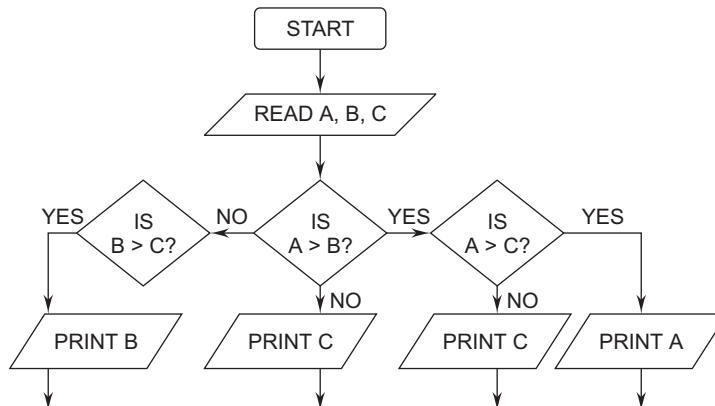 START
READ A, B, C
YES
IS
B > C?
NO
IS
A > B?
YES
IS
A > C?
YES
NO
NO
PRINT B
PRINT C
PRINT C
PRINT A